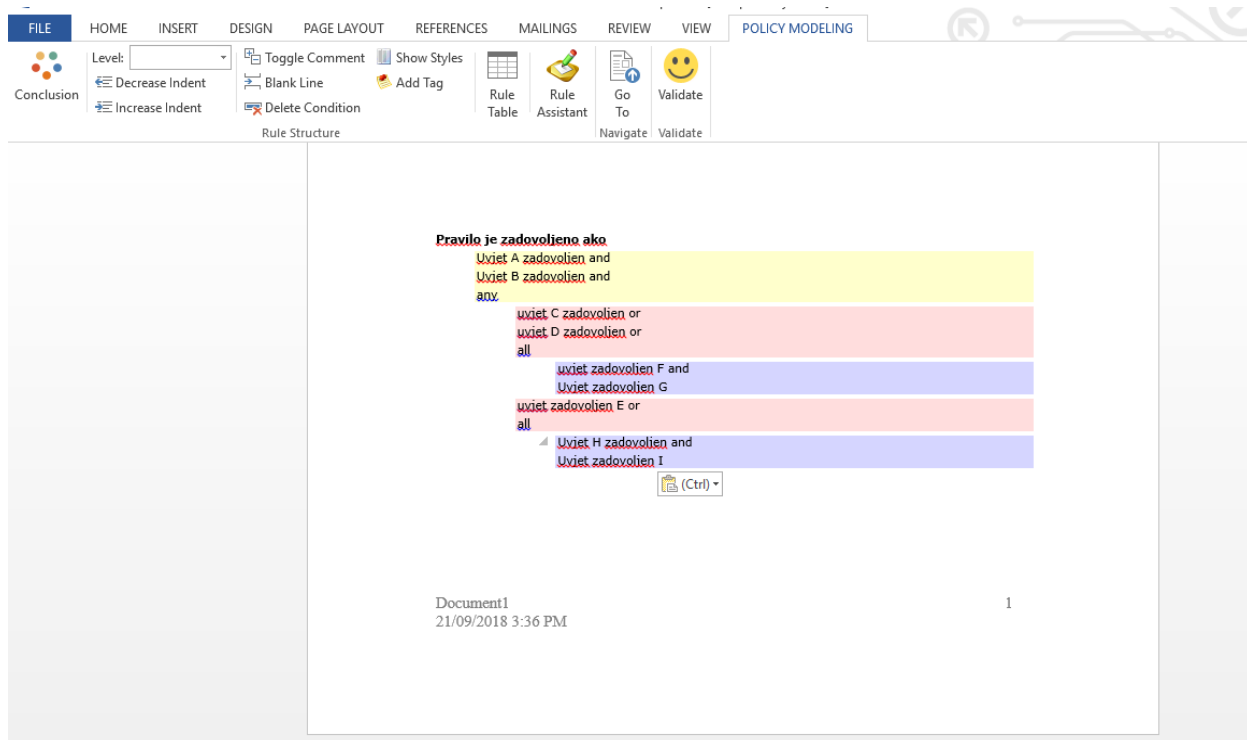 FILE HOME INSERT DESIGN PAGE LAYOUT REFERENCES MAILINGS REVIEW VIEW POLICY MODELING
Conclusion
Level:
Decrease Indent
Increase Indent
Toggle Comment
Blank Line
Delete Condition
Show Styles
Add Tag
Rule Table
Rule Assistant
Go To
Validate
Rule Structure Navigate Validate
Pravilo je zadovoljeno ako
Uvjet A zadovoljen and
Uvjet B zadovoljen and
any
uvjet C zadovoljen or
uvjet D zadovoljen or
all
uvjet zadovoljen F and
Uvjet zadovoljen G
uvjet zadovoljen E or
all
Uvjet H zadovoljen and
Uvjet zadovoljen I
(Ctrl)
Document1 1
21/09/2018 3:36 PM